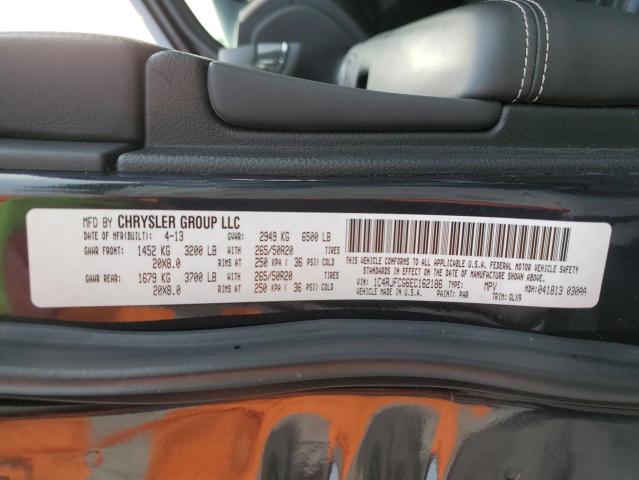 MFD BY CHRYSLER GROUP LLC
DATE OF MFR(BUILT): 4-13 GVWR: 2949 KG 6500 LB
GAWR FRONT: 1452 KG 3200 LB WITH 265/50R20 TIRES
20X8.0 RIMS AT 250 KPA ( 36 PSI) COLD
GAWR REAR: 1679 KG 3700 LB WITH 265/50R20 TIRES
20X8.0 RIMS AT 250 KPA ( 36 PSI) COLD
THIS VEHICLE CONFORMS TO ALL APPLICABLE U.S.A. FEDERAL MOTOR VEHICLE SAFETY
STANDARDS IN EFFECT ON THE DATE OF MANUFACTURE SHOWN ABOVE.
VIN: 1C4RJFCG6EC162186 TYPE: MPV MDH:041813 030AA
VEHICLE MADE IN U.S.A. PAINT: PAR TRIM:GLX9